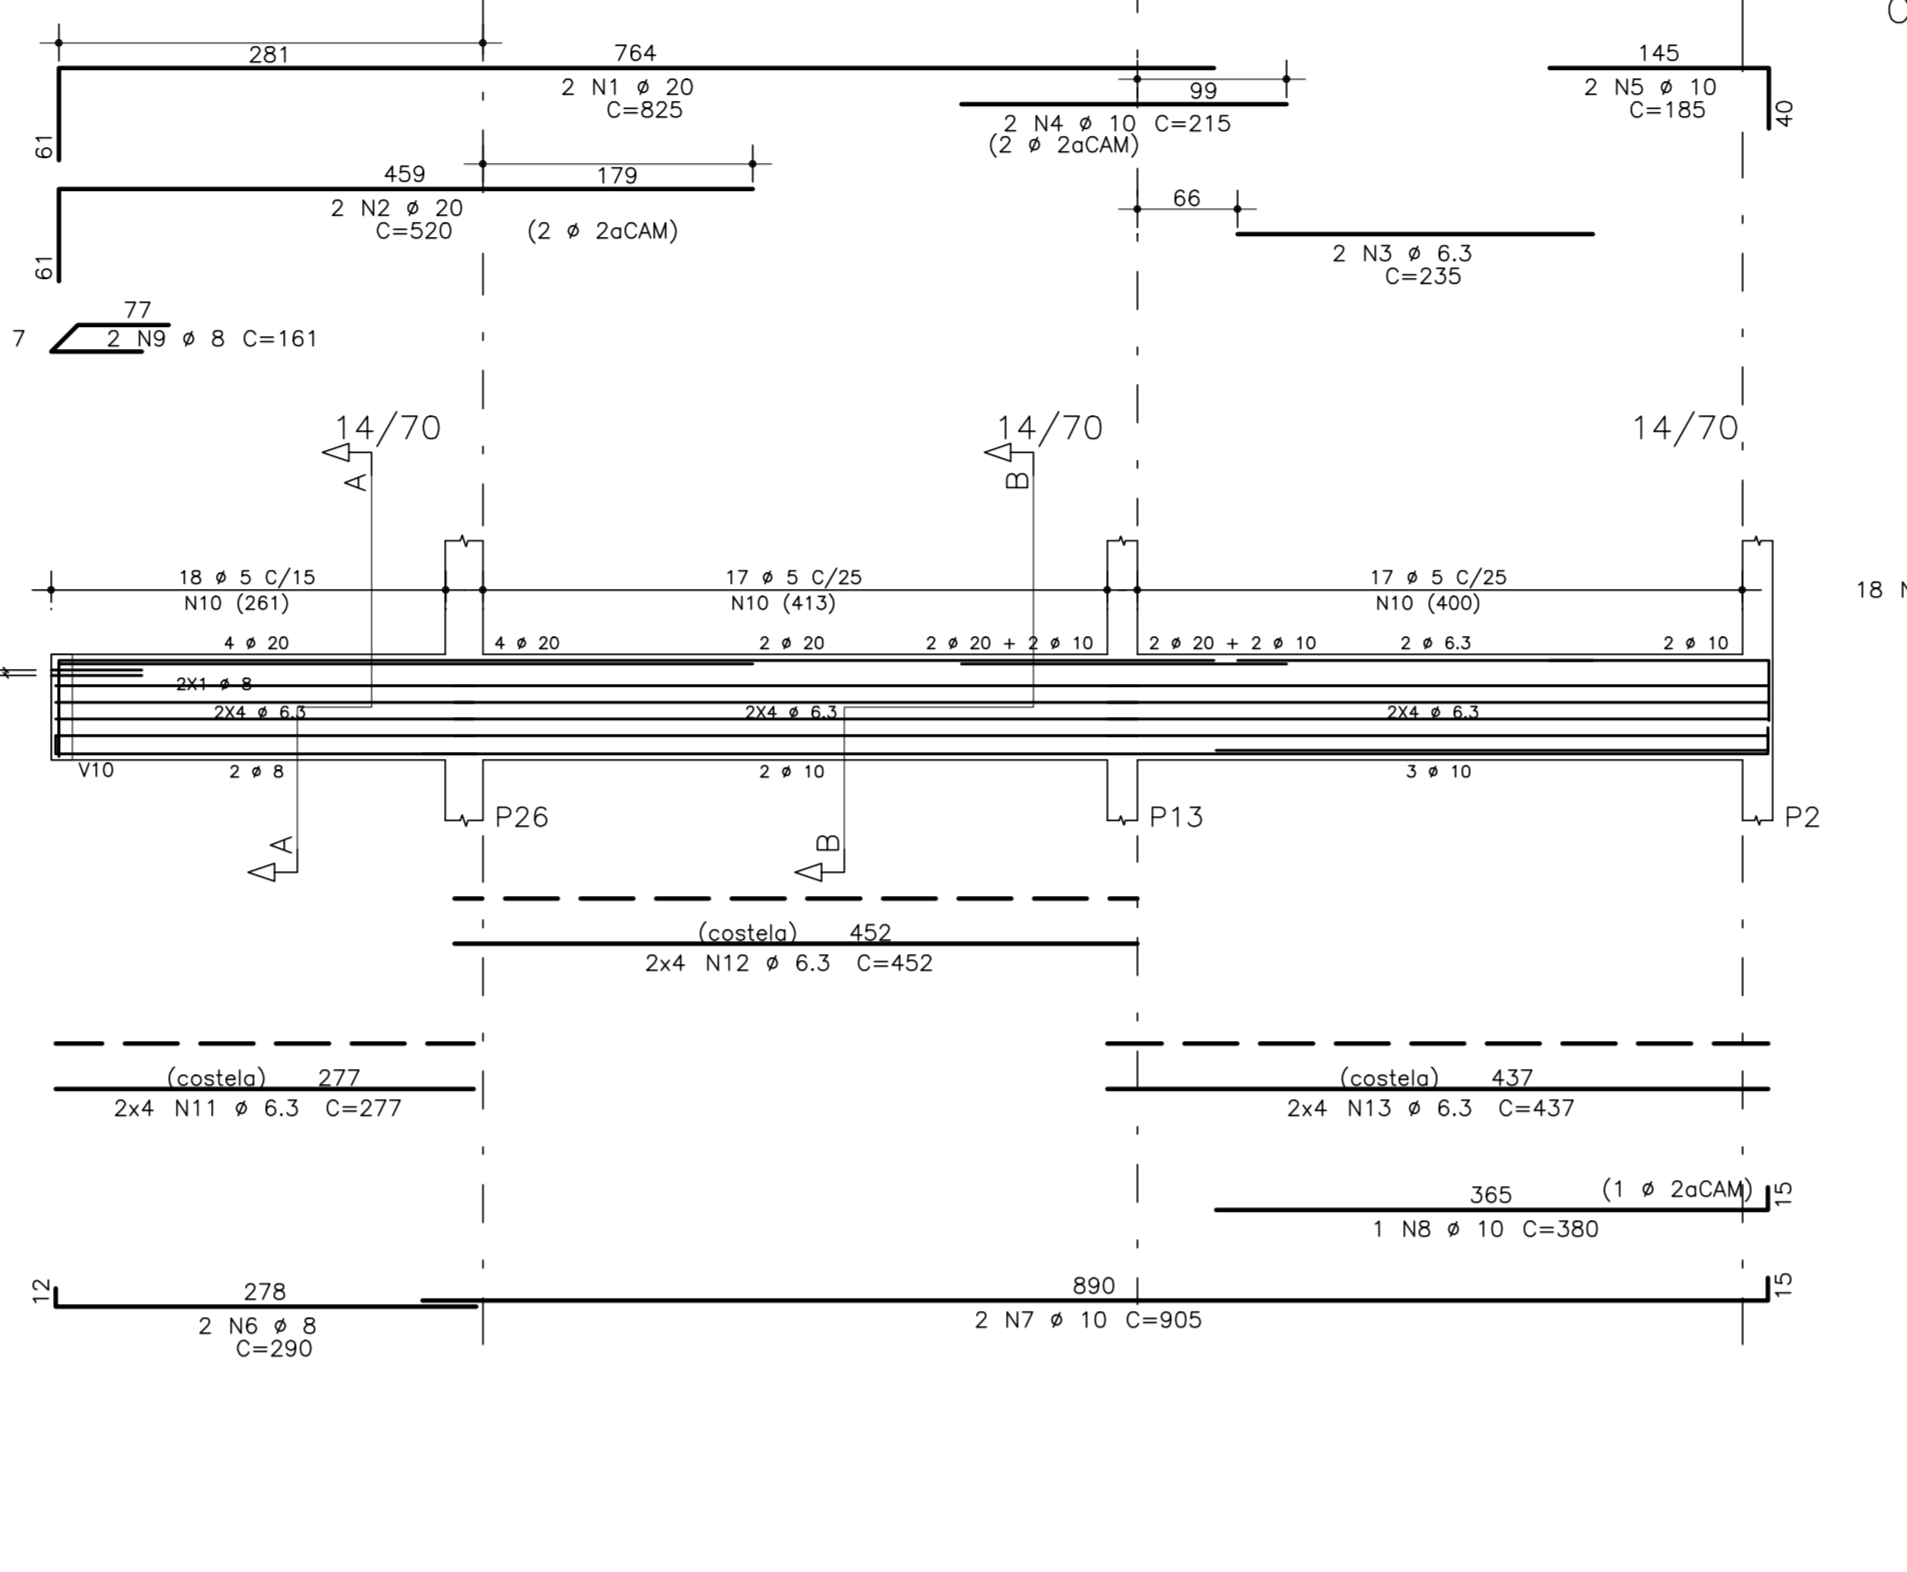 281
764
145
2 N1 ø 20
C=825
99
2 N5 ø 10
C=185
40
61
2 N4 ø 10 C=215
(2 ø 2aCAM)
459
179
2 N2 ø 20
C=520
(2 ø 2aCAM)
66
61
2 N3 ø 6.3
C=235
77
7
2 N9 ø 8 C=161
14/70
14/70
14/70
A
B
18 ø 5 C/15
17 ø 5 C/25
17 ø 5 C/25
18
N10 (261)
N10 (413)
N10 (400)
4 ø 20
4 ø 20
2 ø 20
2 ø 20 + 2 ø 10
2 ø 20 + 2 ø 10
2 ø 6.3
2 ø 10
2X1 ø 8
2X4 ø 6.3
2X4 ø 6.3
2X4 ø 6.3
V10
2 ø 8
2 ø 10
3 ø 10
P26
P13
P2
A
B
(costela) 452
2x4 N12 ø 6.3 C=452
(costela) 277
2x4 N11 ø 6.3 C=277
(costela) 437
2x4 N13 ø 6.3 C=437
365
(1 ø 2aCAM)
15
1 N8 ø 10 C=380
12
278
890
15
2 N6 ø 8
C=290
2 N7 ø 10 C=905